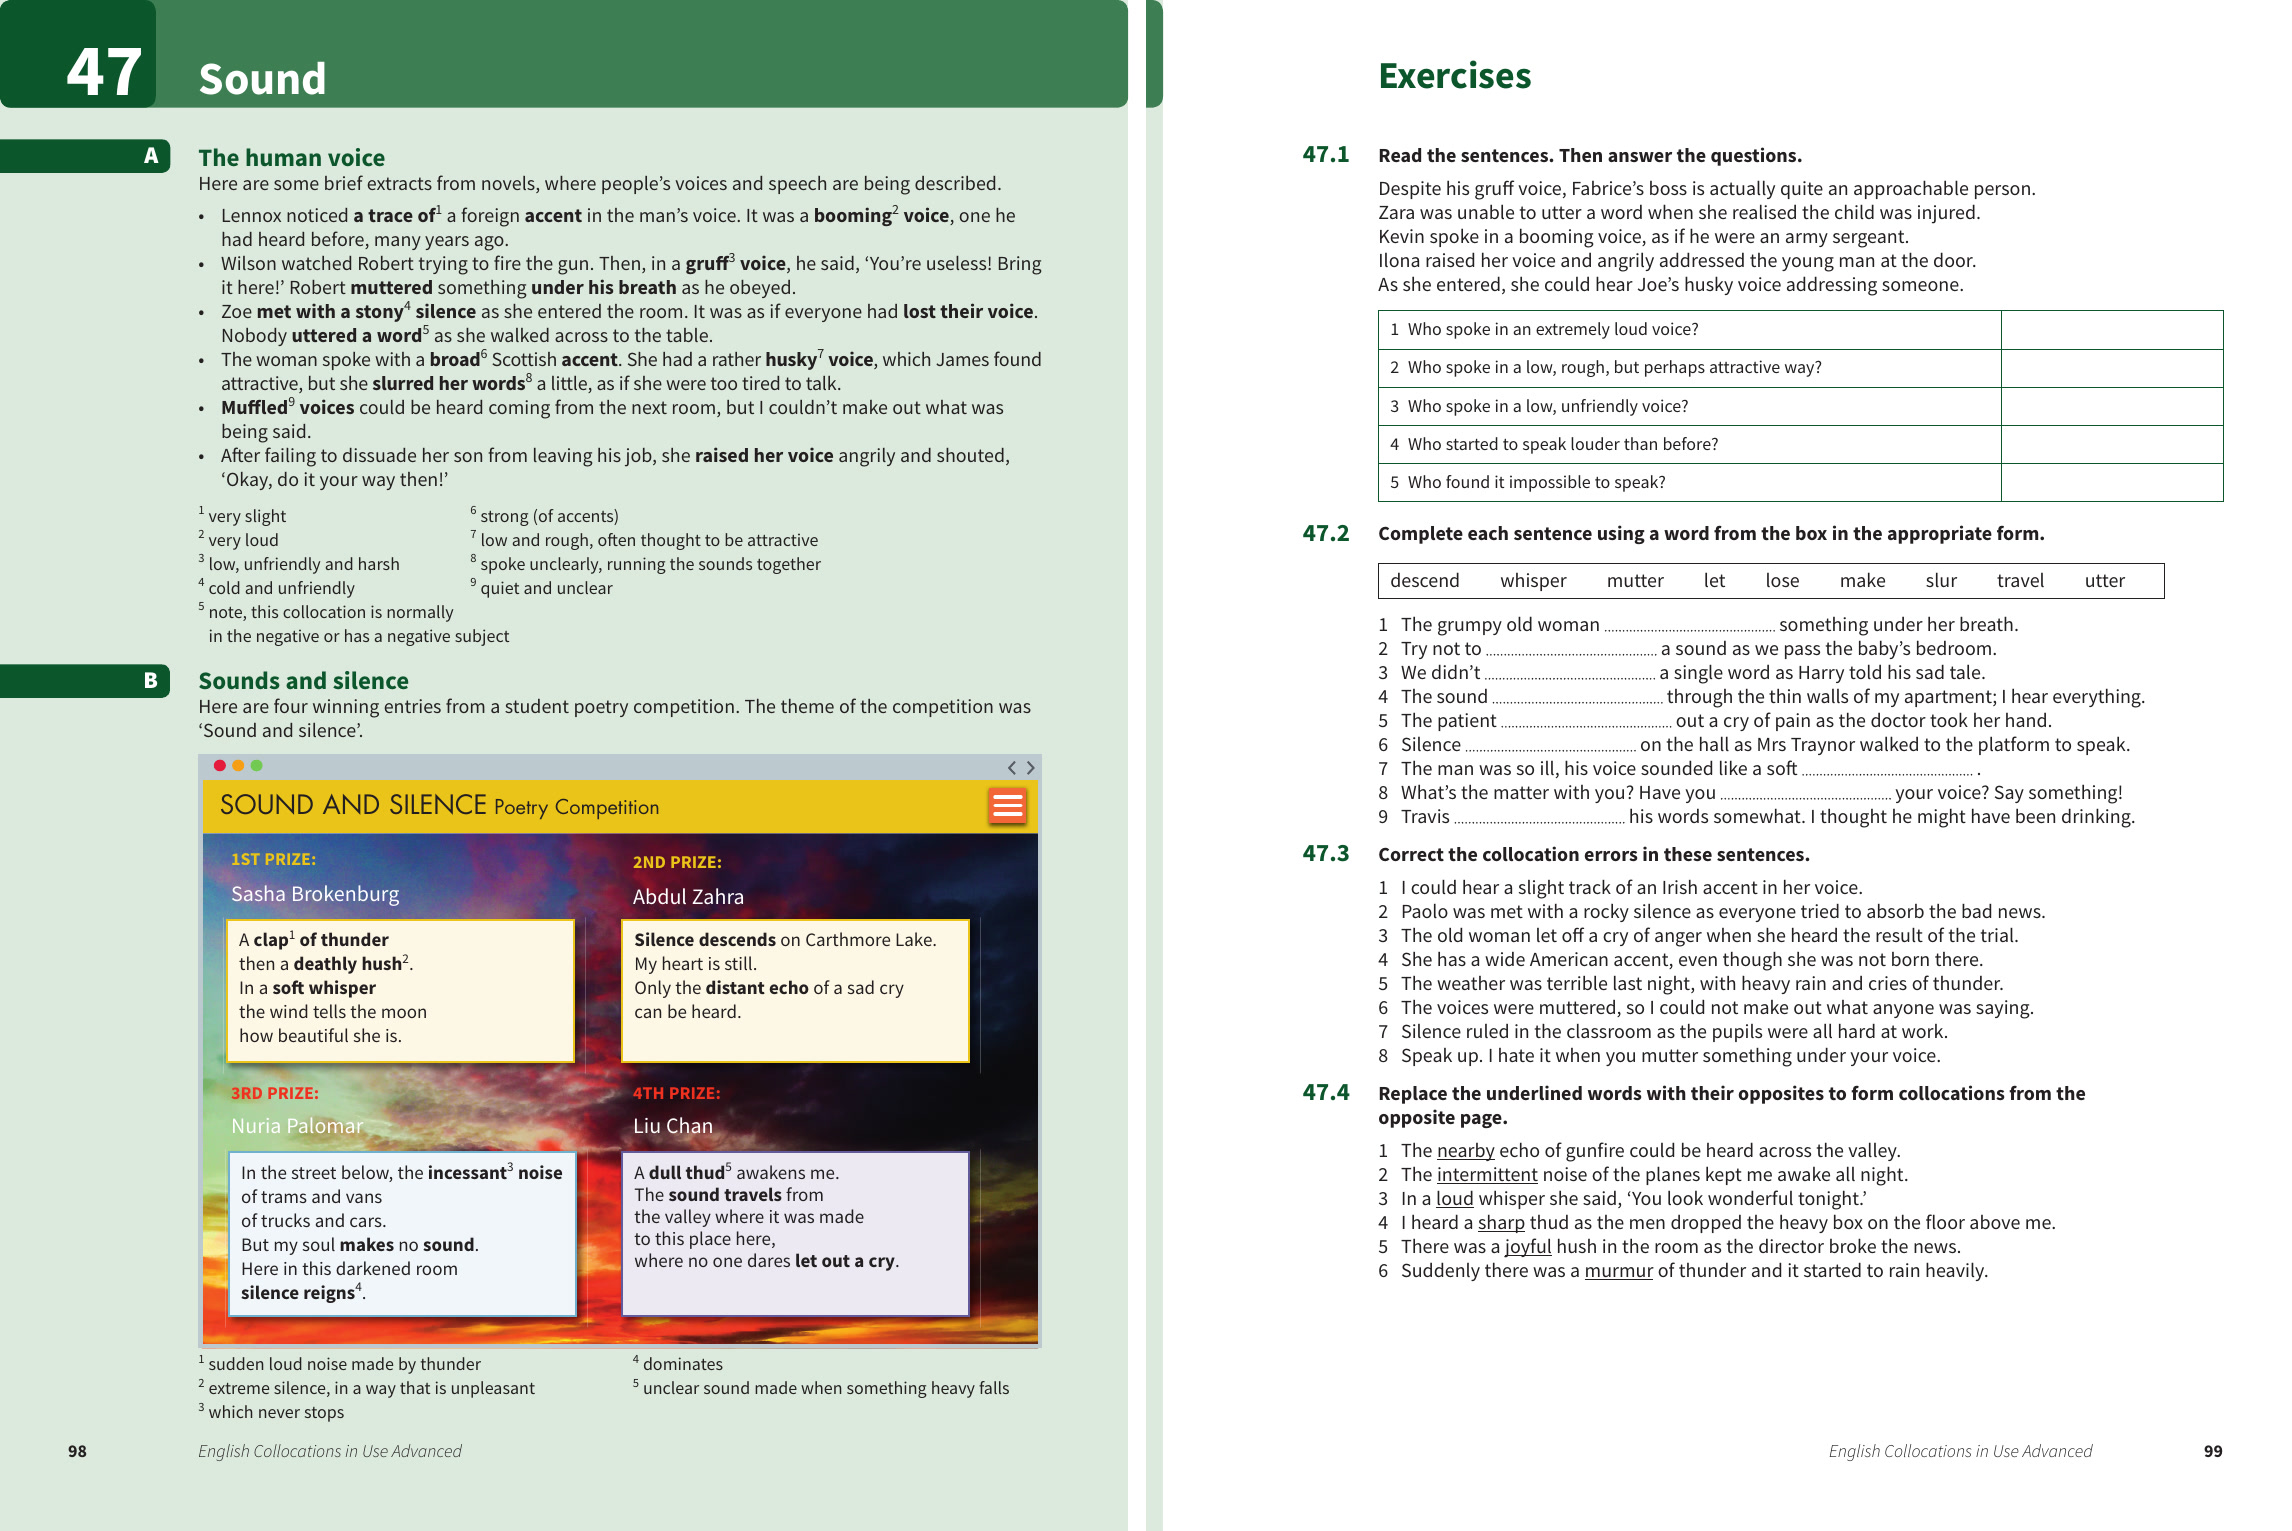 47
Sound
A
The human voice
Here are some brief extracts from novels, where people's voices and speech are being described.
• Lennox noticed a trace of¹ a foreign accent in the man's voice. It was a booming² voice, one he
had heard before, many years ago.
• Wilson watched Robert trying to fire the gun. Then, in a gruff³ voice, he said, 'You're useless! Bring
it here!' Robert muttered something under his breath as he obeyed.
• Zoe met with a stony⁴ silence as she entered the room. It was as if everyone had lost their voice.
Nobody uttered a word⁵ as she walked across to the table.
• The woman spoke with a broad⁶ Scottish accent. She had a rather husky⁷ voice, which James found
attractive, but she slurred her words⁸ a little, as if she were too tired to talk.
• Muffled⁹ voices could be heard coming from the next room, but I couldn't make out what was
being said.
• After failing to dissuade her son from leaving his job, she raised her voice angrily and shouted,
'Okay, do it your way then!'
¹ very slight
² very loud
³ low, unfriendly and harsh
⁴ cold and unfriendly
⁵ note, this collocation is normally
in the negative or has a negative subject
⁶ strong (of accents)
⁷ low and rough, often thought to be attractive
⁸ spoke unclearly, running the sounds together
⁹ quiet and unclear
B
Sounds and silence
Here are four winning entries from a student poetry competition. The theme of the competition was
'Sound and silence'.
SOUND AND SILENCE Poetry Competition
1ST PRIZE:
Sasha Brokenburg
A clap¹ of thunder
then a deathly hush².
In a soft whisper
the wind tells the moon
how beautiful she is.
2ND PRIZE:
Abdul Zahra
Silence descends on Carthmore Lake.
My heart is still.
Only the distant echo of a sad cry
can be heard.
3RD PRIZE:
Nuria Palomar
In the street below, the incessant³ noise
of trams and vans
of trucks and cars.
But my soul makes no sound.
Here in this darkened room
silence reigns⁴.
4TH PRIZE:
Liu Chan
A dull thud⁵ awakens me.
The sound travels from
the valley where it was made
to this place here,
where no one dares let out a cry.
¹ sudden loud noise made by thunder
² extreme silence, in a way that is unpleasant
³ which never stops
⁴ dominates
⁵ unclear sound made when something heavy falls
98
English Collocations in Use Advanced
Exercises
47.1 Read the sentences. Then answer the questions.
Despite his gruff voice, Fabrice's boss is actually quite an approachable person.
Zara was unable to utter a word when she realised the child was injured.
Kevin spoke in a booming voice, as if he were an army sergeant.
Ilona raised her voice and angrily addressed the young man at the door.
As she entered, she could hear Joe's husky voice addressing someone.
1 Who spoke in an extremely loud voice?
2 Who spoke in a low, rough, but perhaps attractive way?
3 Who spoke in a low, unfriendly voice?
4 Who started to speak louder than before?
5 Who found it impossible to speak?
47.2 Complete each sentence using a word from the box in the appropriate form.
descend whisper mutter let lose make slur travel utter
1 The grumpy old woman ............ something under her breath.
2 Try not to ............ a sound as we pass the baby's bedroom.
3 We didn't ............ a single word as Harry told his sad tale.
4 The sound ............ through the thin walls of my apartment; I hear everything.
5 The patient ............ out a cry of pain as the doctor took her hand.
6 Silence ............ on the hall as Mrs Traynor walked to the platform to speak.
7 The man was so ill, his voice sounded like a soft ............ .
8 What's the matter with you? Have you ............ your voice? Say something!
9 Travis ............ his words somewhat. I thought he might have been drinking.
47.3 Correct the collocation errors in these sentences.
1 I could hear a slight track of an Irish accent in her voice.
2 Paolo was met with a rocky silence as everyone tried to absorb the bad news.
3 The old woman let off a cry of anger when she heard the result of the trial.
4 She has a wide American accent, even though she was not born there.
5 The weather was terrible last night, with heavy rain and cries of thunder.
6 The voices were muttered, so I could not make out what anyone was saying.
7 Silence ruled in the classroom as the pupils were all hard at work.
8 Speak up. I hate it when you mutter something under your voice.
47.4 Replace the underlined words with their opposites to form collocations from the
opposite page.
1 The nearby echo of gunfire could be heard across the valley.
2 The intermittent noise of the planes kept me awake all night.
3 In a loud whisper she said, 'You look wonderful tonight.'
4 I heard a sharp thud as the men dropped the heavy box on the floor above me.
5 There was a joyful hush in the room as the director broke the news.
6 Suddenly there was a murmur of thunder and it started to rain heavily.
English Collocations in Use Advanced
99